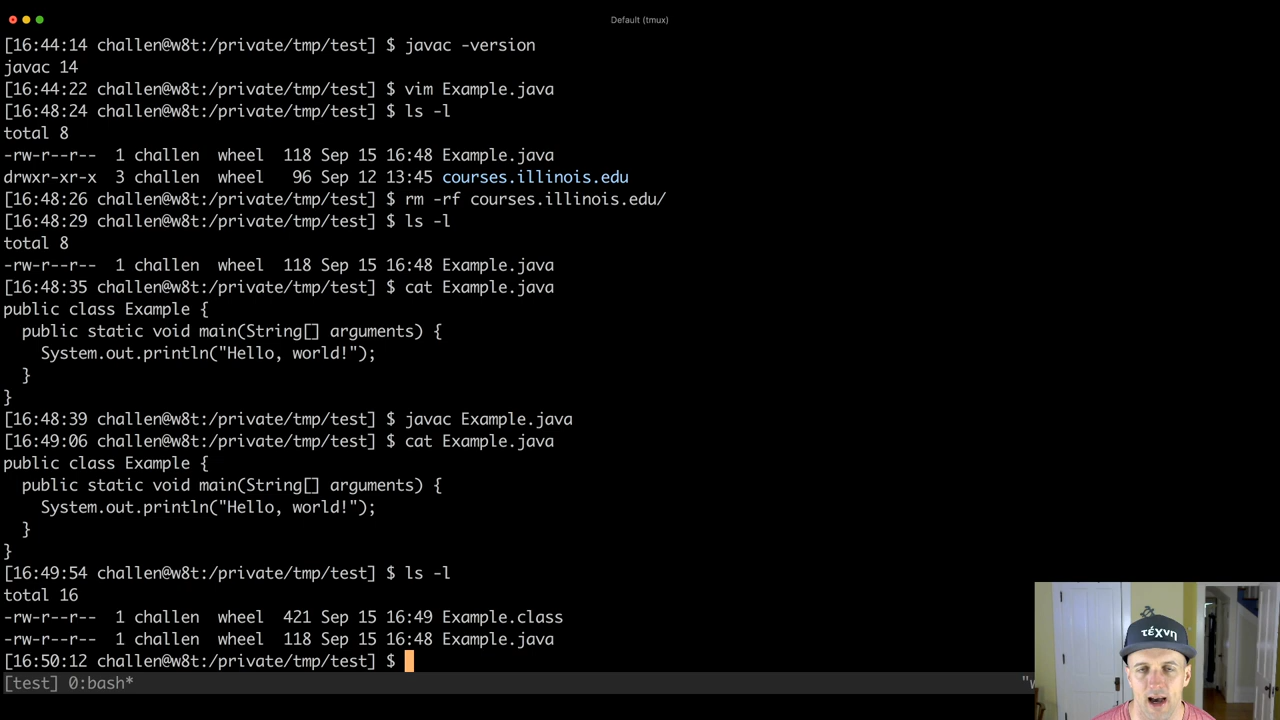 Default (tmux)
[16:44:14 challen@w8t:/private/tmp/test] $ javac -version
javac 14
[16:44:22 challen@w8t:/private/tmp/test] $ vim Example.java
[16:48:24 challen@w8t:/private/tmp/test] $ ls -l
total 8
-rw-r--r-- 1 challen wheel 118 Sep 15 16:48 Example.java
drwxr-xr-x 3 challen wheel 96 Sep 12 13:45 courses.illinois.edu
[16:48:26 challen@w8t:/private/tmp/test] $ rm -rf courses.illinois.edu/
[16:48:29 challen@w8t:/private/tmp/test] $ ls -l
total 8
-rw-r--r-- 1 challen wheel 118 Sep 15 16:48 Example.java
[16:48:35 challen@w8t:/private/tmp/test] $ cat Example.java
public class Example {
  public static void main(String[] arguments) {
    System.out.println("Hello, world!");
  }
}
[16:48:39 challen@w8t:/private/tmp/test] $ javac Example.java
[16:49:06 challen@w8t:/private/tmp/test] $ cat Example.java
public class Example {
  public static void main(String[] arguments) {
    System.out.println("Hello, world!");
  }
}
[16:49:54 challen@w8t:/private/tmp/test] $ ls -l
total 16
-rw-r--r-- 1 challen wheel 421 Sep 15 16:49 Example.class
-rw-r--r-- 1 challen wheel 118 Sep 15 16:48 Example.java
[16:50:12 challen@w8t:/private/tmp/test] $
τέχνη
[test] 0:bash*